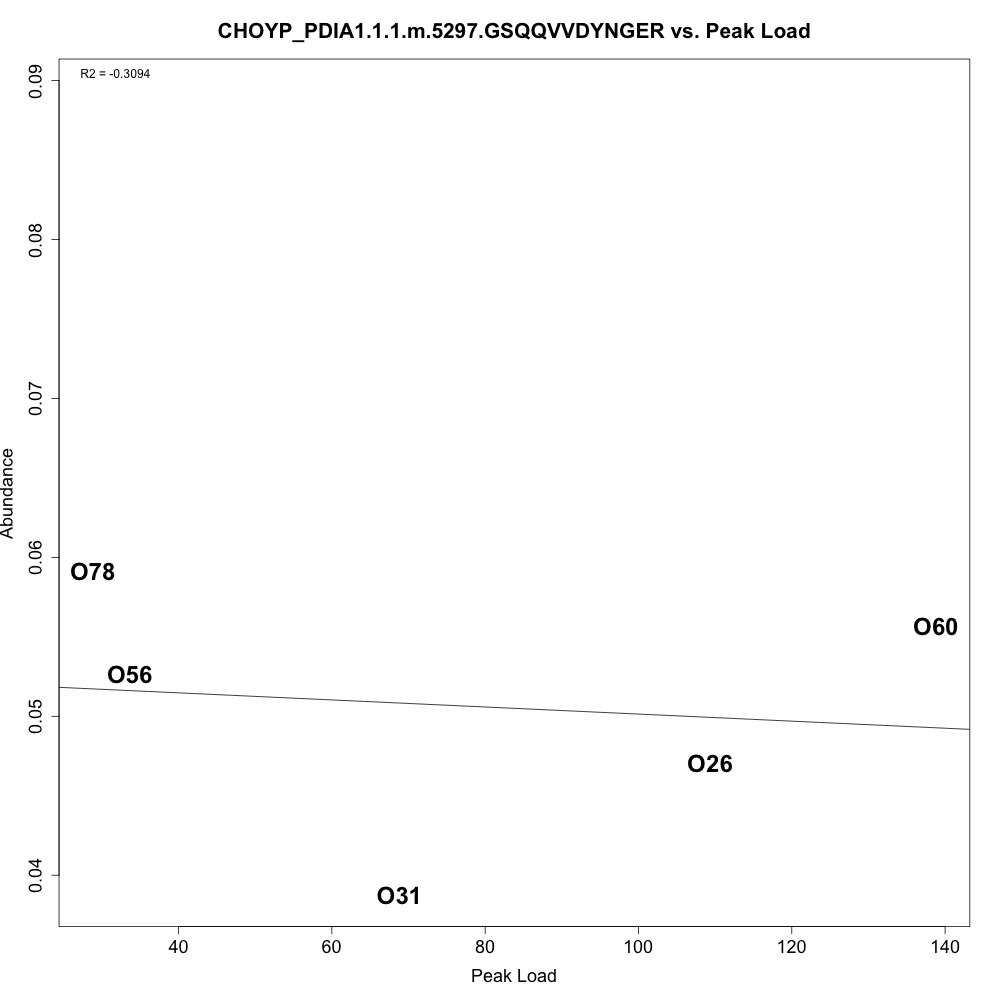 CHOYP_PDIA1.1.1.m.5297.GSQQVVDYNGER vs. Peak Load
R2 = -0.3094
0.09
0.08
0.07
0.06
0.05
0.04
Abundance
O78
O60
O56
O26
O31
40 60 80 100 120 140
Peak Load